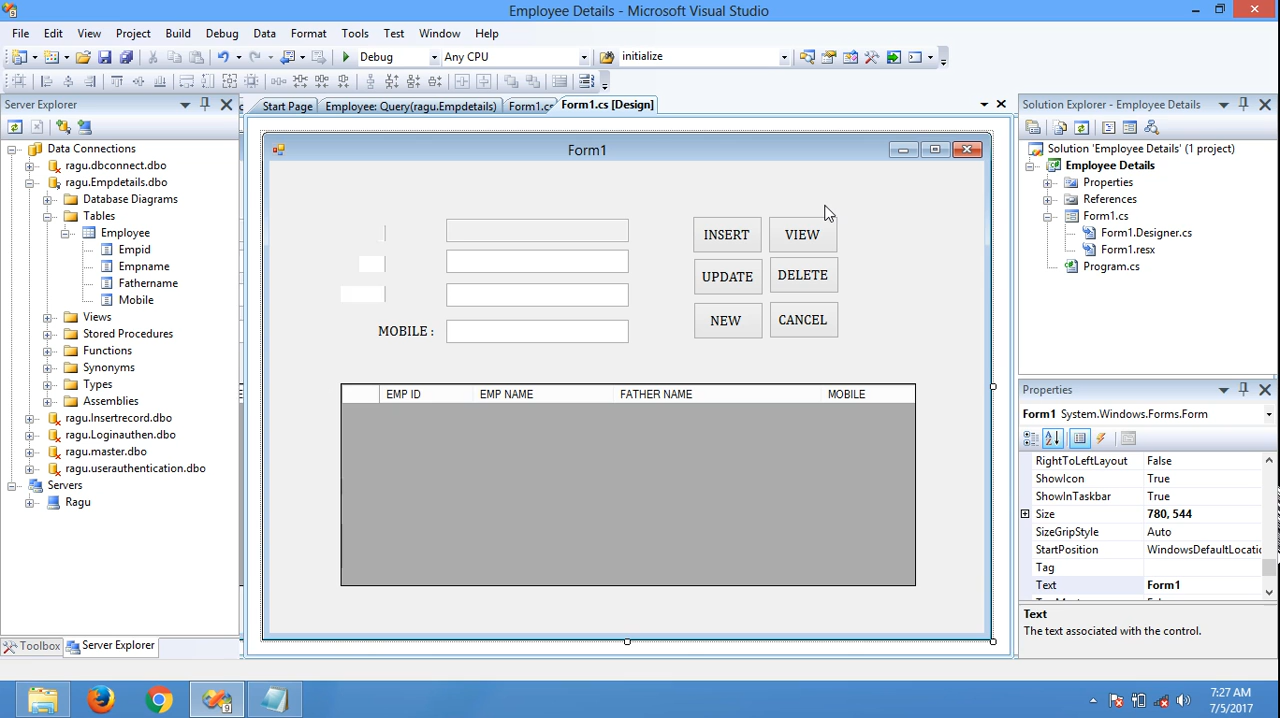 Employee Details - Microsoft Visual Studio
File Edit View Project Build Debug Data Format Tools Test Window Help
Debug Any CPU initialize
Server Explorer
Start Page Employee: Query(ragu.Empdetails) Form1.cs Form1.cs [Design]
Solution Explorer - Employee Details
Data Connections
ragu.dbconnect.dbo
ragu.Empdetails.dbo
Database Diagrams
Tables
Employee
Empid
Empname
Fathername
Mobile
Views
Stored Procedures
Functions
Synonyms
Types
Assemblies
ragu.Insertrecord.dbo
ragu.Loginauthen.dbo
ragu.master.dbo
ragu.userauthentication.dbo
Servers
Ragu
Toolbox Server Explorer
Form1
INSERT VIEW
UPDATE DELETE
NEW CANCEL
MOBILE :
EMP ID EMP NAME FATHER NAME MOBILE
Solution 'Employee Details' (1 project)
Employee Details
Properties
References
Form1.cs
Form1.Designer.cs
Form1.resx
Program.cs
Properties
Form1 System.Windows.Forms.Form
RightToLeftLayout False
ShowIcon True
ShowInTaskbar True
Size 780, 544
SizeGripStyle Auto
StartPosition WindowsDefaultLocatio
Tag
Text Form1
Text
The text associated with the control.
7:27 AM
7/5/2017